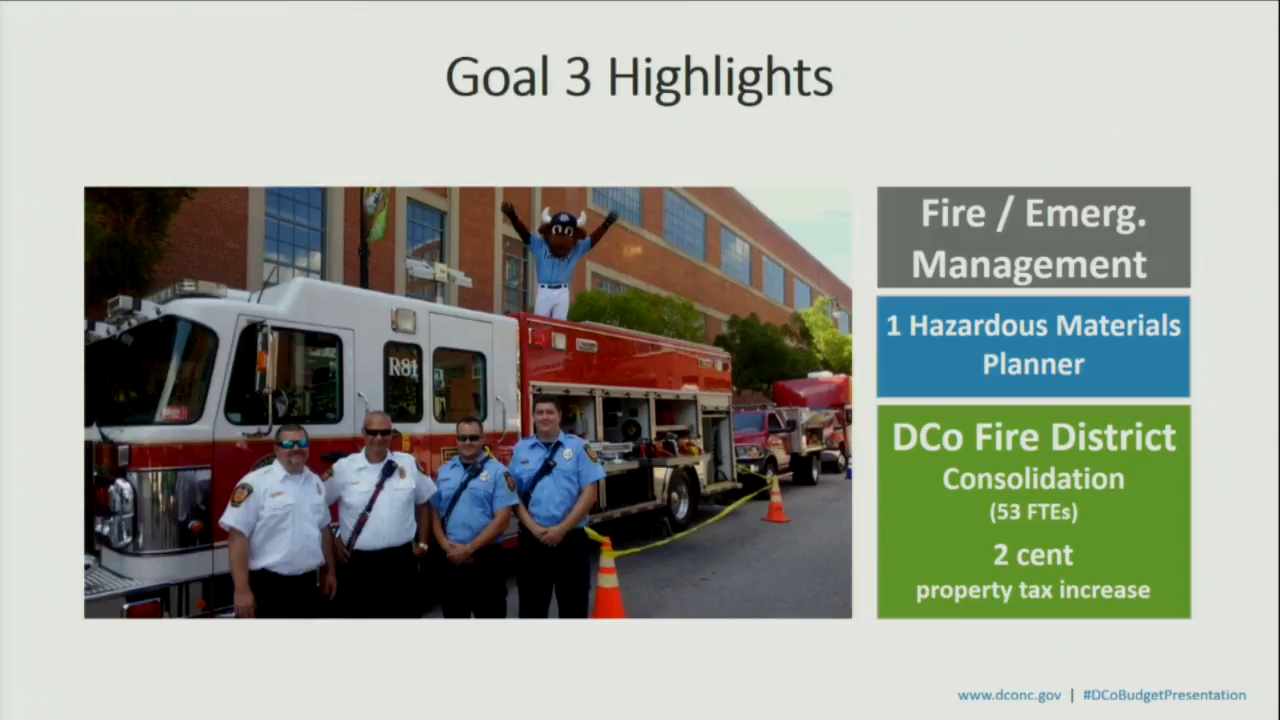 Goal 3 Highlights
R81
Fire / Emerg.
Management
1 Hazardous Materials
Planner
DCo Fire District
Consolidation
(53 FTEs)
2 cent
property tax increase
www.dconc.gov | #DCoBudgetPresentation